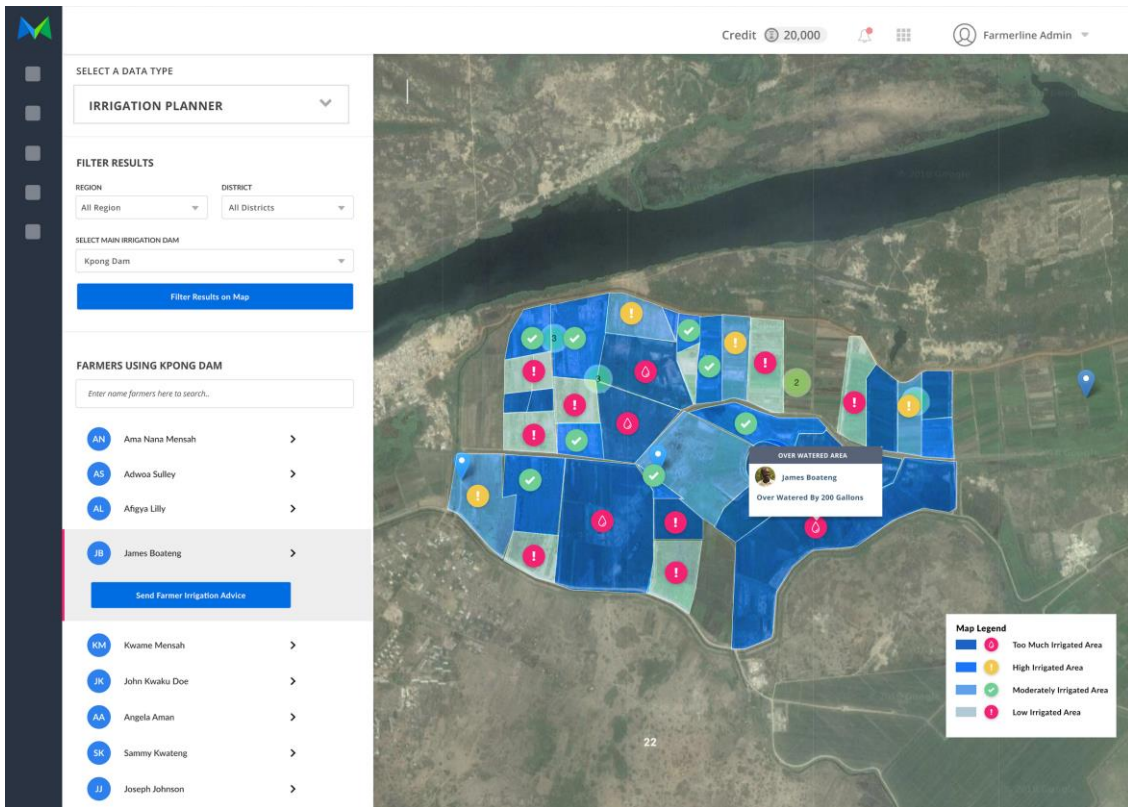 Credit 20,000
Farmerline Admin
SELECT A DATA TYPE
IRRIGATION PLANNER
FILTER RESULTS
REGION
DISTRICT
All Region
All Districts
SELECT MAIN IRRIGATION DAM
Kpong Dam
Filter Results on Map
FARMERS USING KPONG DAM
Enter name farmers here to search..
AN Ama Nana Mensah
AS Adwoa Sulley
AL Afigya Lilly
JB James Boateng
Send Farmer Irrigation Advice
KM Kwame Mensah
JK John Kwaku Doe
AA Angela Aman
SK Sammy Kwateng
JJ Joseph Johnson
3
3
2
OVER WATERED AREA
James Boateng
Over Watered By 200 Gallons
22
Map Legend
Too Much Irrigated Area
High Irrigated Area
Moderately Irrigated Area
Low Irrigated Area